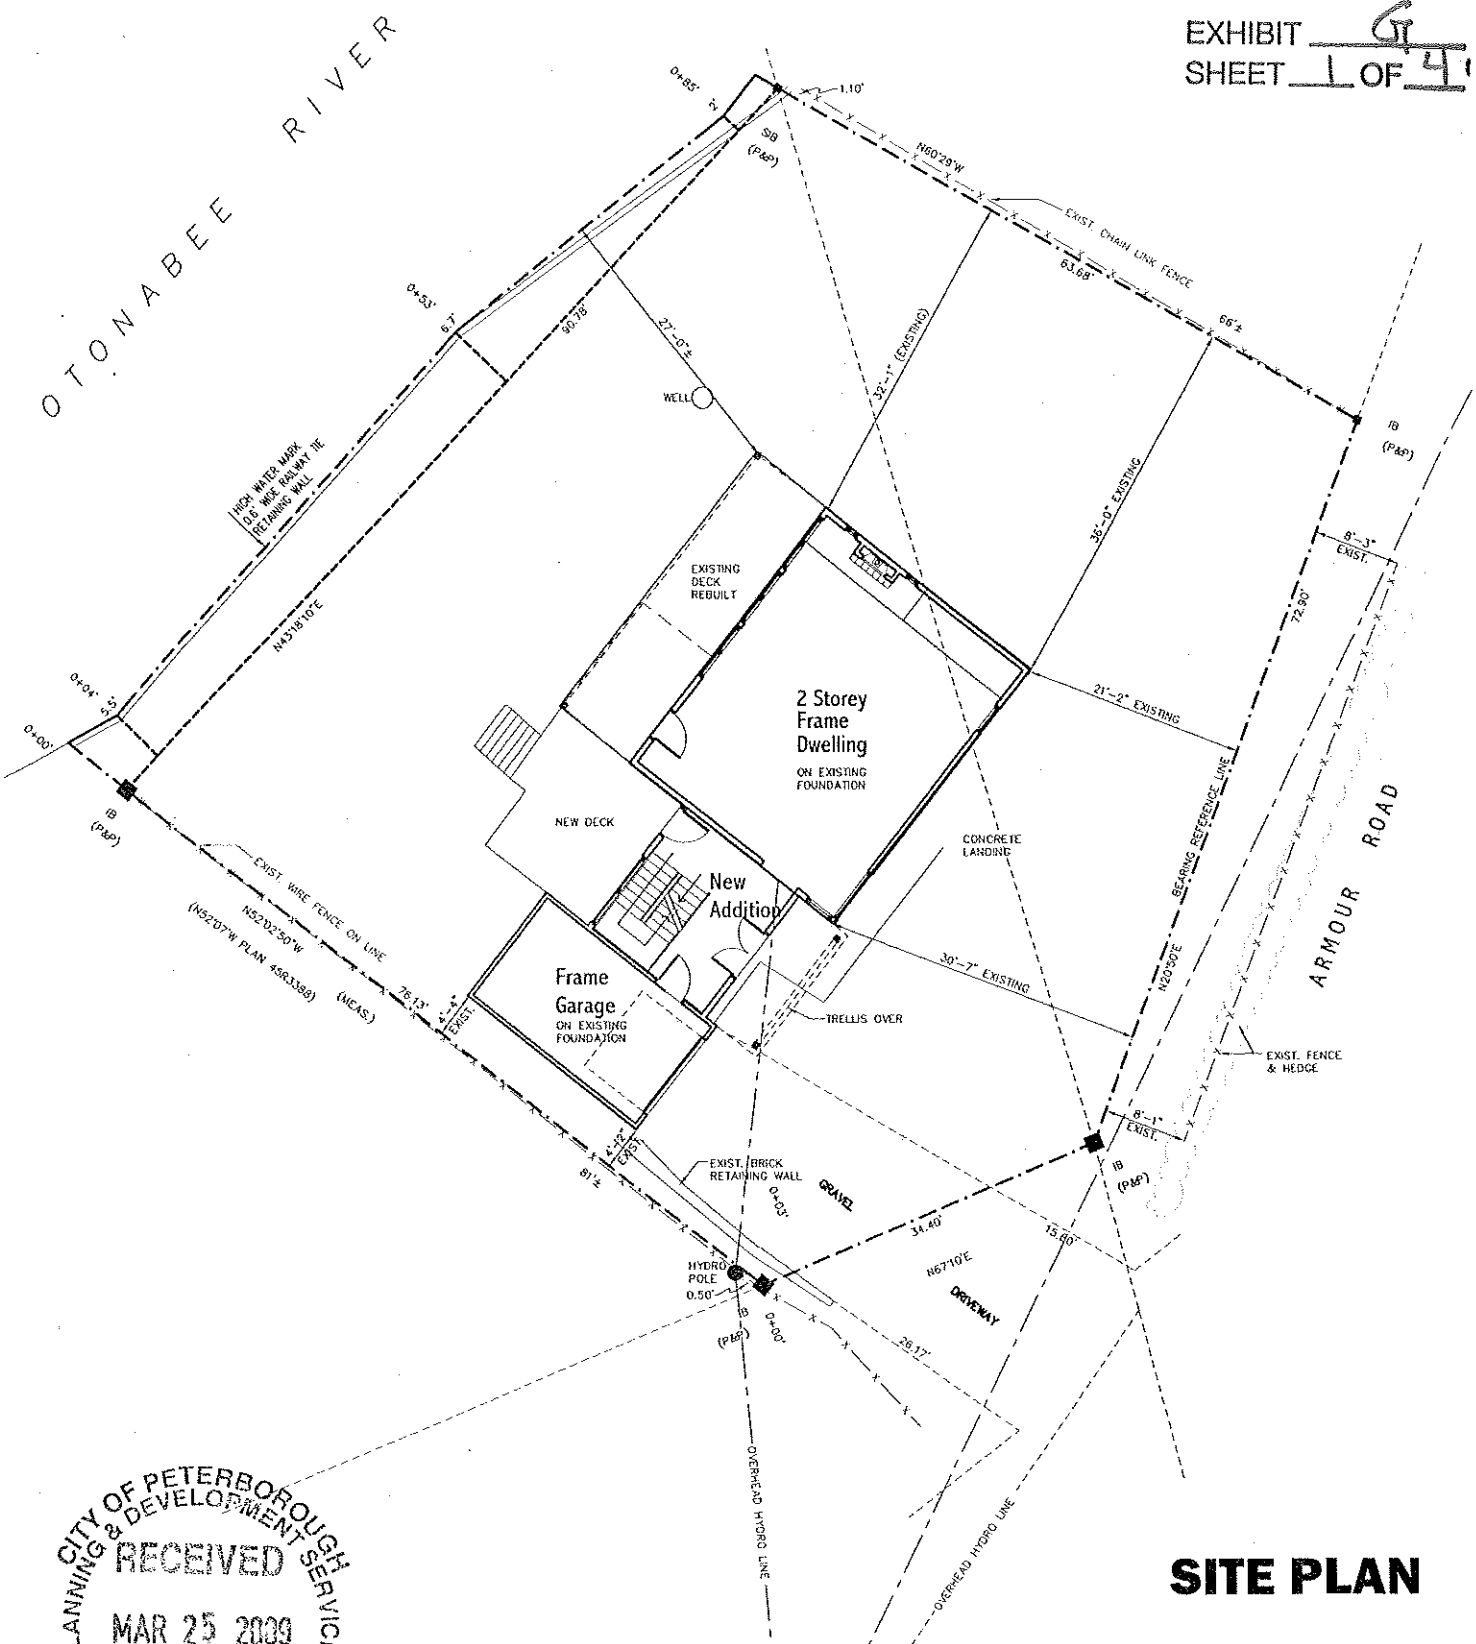 EXHIBIT G
SHEET 1 OF 4
OTONABEE RIVER
0+85'
2'
SIB
(P&P)
1.10'
N60°29'W
EXIST. CHAIN LINK FENCE
63.68'
66'±
IB
(P&P)
0+53'
6.7'
90.78'
27'-0"±
WELL
32'-1" (EXISTING)
36'-0" EXISTING
HIGH WATER MARK
0.6' WIDE RAILWAY TIE
RETAINING WALL
8'-3"
EXIST.
72.90'
EXISTING
DECK
REBUILT
N43°18'10"E
0+04'
5.5'
0+00'
IB
(P&P)
2 Storey
Frame
Dwelling
ON EXISTING
FOUNDATION
21'-2" EXISTING
BEARING REFERENCE LINE
N20°50'E
ARMOUR ROAD
NEW DECK
CONCRETE
LANDING
New
Addition
EXIST. WIRE FENCE ON LINE
N52°02'50"W
(N52°07'W PLAN 45R3388)
(MEAS.)
76.13'
4'-4"
EXIST.
Frame
Garage
ON EXISTING
FOUNDATION
30'-7" EXISTING
TRELLIS OVER
EXIST. FENCE
& HEDGE
8'-1"
EXIST.
IB
(P&P)
EXIST.
81'±
EXIST. BRICK
RETAINING WALL
0+03'
GRAVEL
34.40'
15.60'
N67°10'E
DRIVEWAY
HYDRO
POLE
0.50'
IB
(P&P)
0+00'
26.17'
OVERHEAD HYDRO LINE
OVERHEAD HYDRO LINE
CITY OF PETERBOROUGH
& DEVELOPMENT
RECEIVED
MAR 25 2009
SITE PLAN